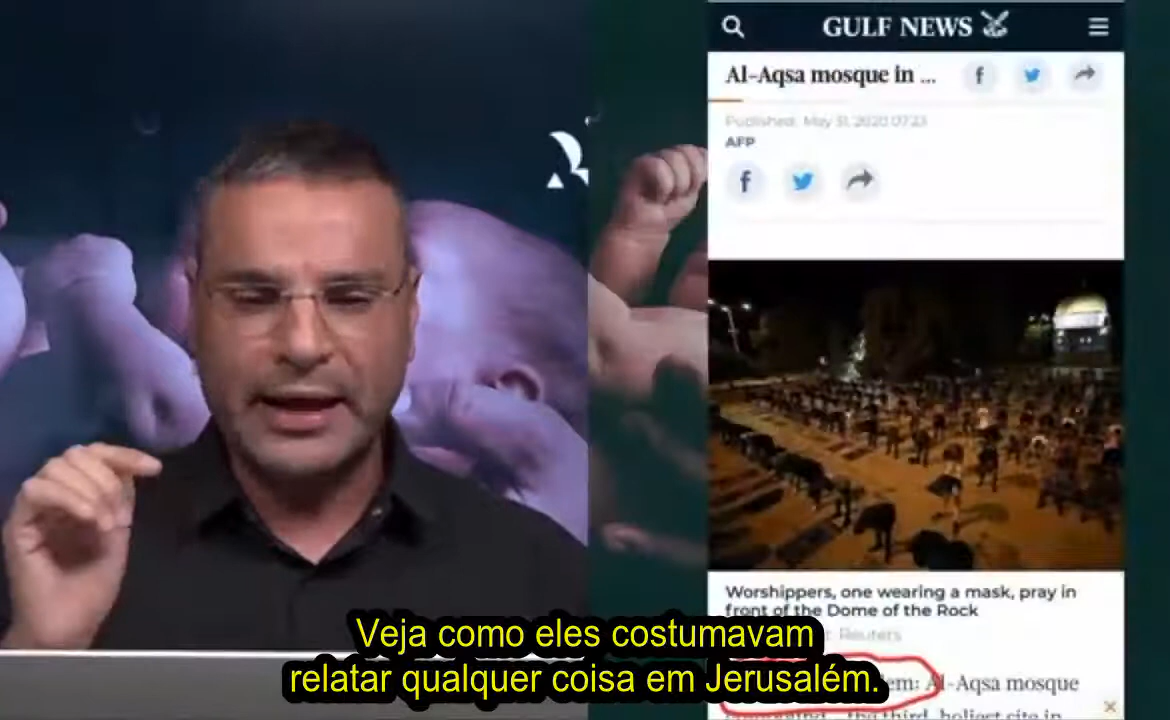 GULF NEWS
Al-Aqsa mosque in ...
Published: May 31, 2020 07:23
AFP
Worshippers, one wearing a mask, pray in
front of the Dome of the Rock
Reuters
Al-Aqsa mosque
the third holiest site in
Veja como eles costumavam
relatar qualquer coisa em Jerusalém.